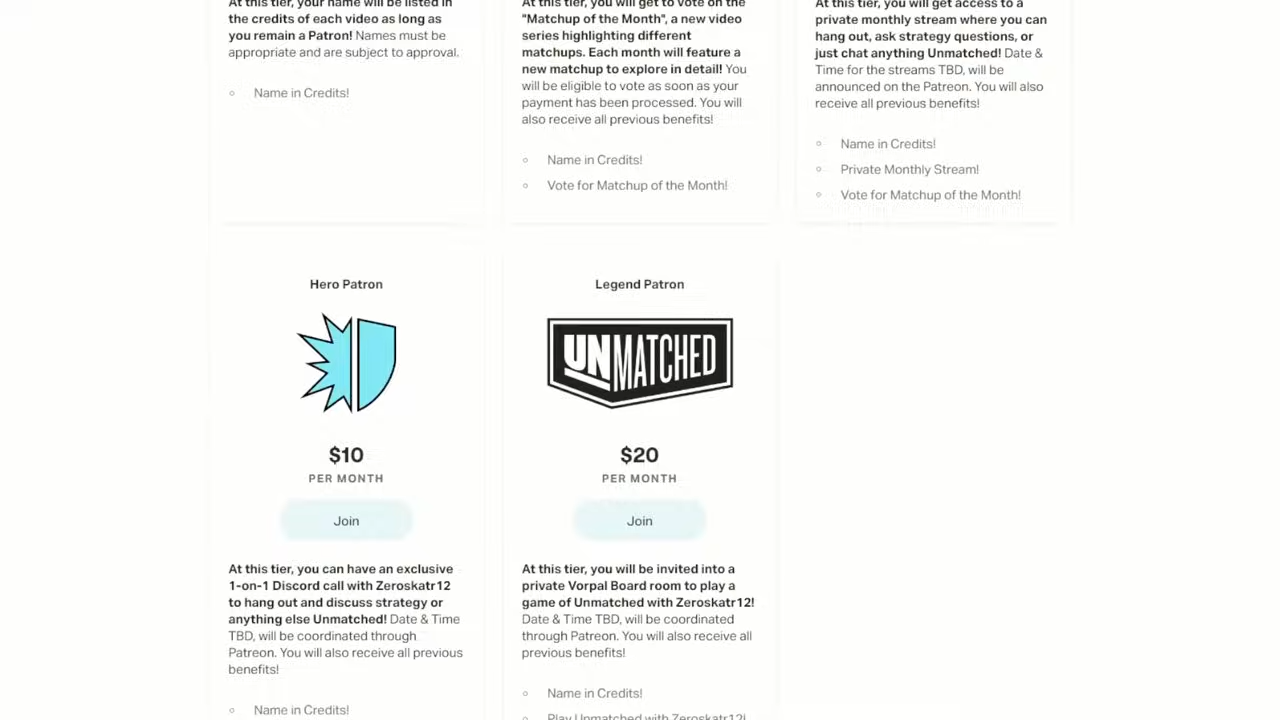 At this tier, your name will be listed in
the credits of each video as long as
you remain a Patron! Names must be
appropriate and are subject to approval.
Name in Credits!
At this tier, you will get to vote on the
"Matchup of the Month", a new video
series highlighting different
matchups. Each month will feature a
new matchup to explore in detail! You
will be eligible to vote as soon as your
payment has been processed. You will
also receive all previous benefits!
Name in Credits!
Vote for Matchup of the Month!
At this tier, you will get access to a
private monthly stream where you can
hang out, ask strategy questions, or
just chat anything Unmatched! Date &
Time for the streams TBD, will be
announced on the Patreon. You will also
receive all previous benefits!
Name in Credits!
Private Monthly Stream!
Vote for Matchup of the Month!
Hero Patron
$10
PER MONTH
Join
At this tier, you can have an exclusive
1-on-1 Discord call with Zeroskatr12
to hang out and discuss strategy or
anything else Unmatched! Date & Time
TBD, will be coordinated through
Patreon. You will also receive all previous
benefits!
Name in Credits!
Legend Patron
UNMATCHED
$20
PER MONTH
Join
At this tier, you will be invited into a
private Vorpal Board room to play a
game of Unmatched with Zeroskatr12!
Date & Time TBD, will be coordinated
through Patreon. You will also receive all
previous benefits!
Name in Credits!
Play Unmatched with Zeroskatr12!